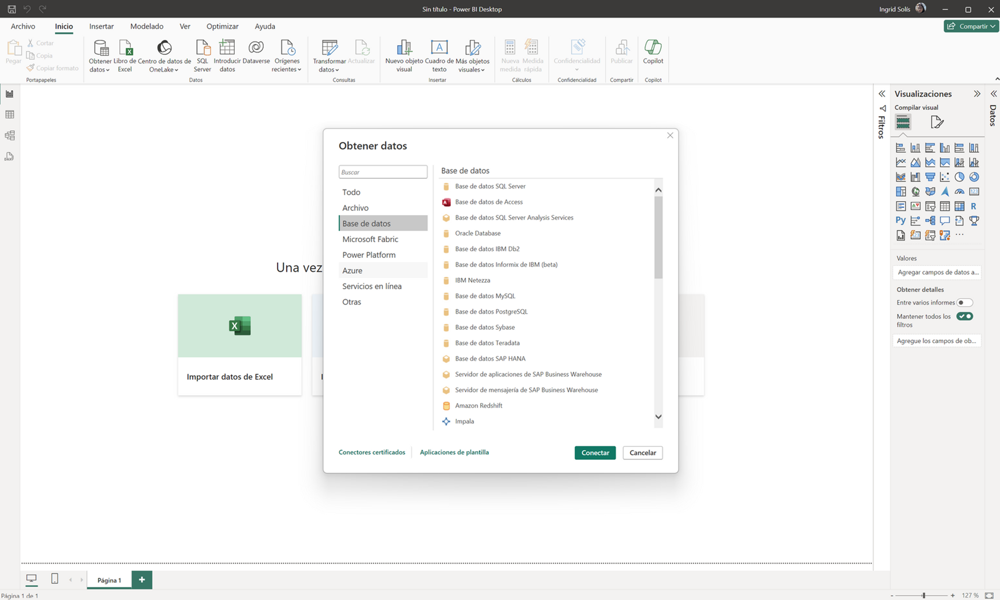 Sin título - Power BI Desktop
Ingrid Solís
Archivo
Inicio
Insertar
Modelado
Ver
Optimizar
Ayuda
Compartir
Pegar
Cortar
Copia
Copiar formato
Portapapeles
Obtener datos
Libro de Excel
Centro de datos de OneLake
SQL Server
Introducir datos
Dataverse
Orígenes recientes
Datos
Transformar datos
Actualizar
Consultas
Nuevo objeto visual
Cuadro de texto
Más objetos visuales
Insertar
Nueva medida
Medida rápida
Cálculos
Confidencialidad
Confidencialidad
Publicar
Compartir
Copilot
Copilot
Una vez
Importar datos de Excel
Obtener datos
Buscar
Todo
Archivo
Base de datos
Microsoft Fabric
Power Platform
Azure
Servicios en línea
Otras
Base de datos
Base de datos SQL Server
Base de datos de Access
Base de datos SQL Server Analysis Services
Oracle Database
Base de datos IBM Db2
Base de datos Informix de IBM (beta)
IBM Netezza
Base de datos MySQL
Base de datos PostgreSQL
Base de datos Sybase
Base de datos Teradata
Base de datos SAP HANA
Servidor de aplicaciones de SAP Business Warehouse
Servidor de mensajería de SAP Business Warehouse
Amazon Redshift
Impala
Conectores certificados
Aplicaciones de plantilla
Conectar
Cancelar
Filtros
Visualizaciones
Compilar visual
R
Py
123
Valores
Agregar campos de datos a...
Obtener detalles
Entre varios informes
Mantener todos los filtros
Agregue los campos de ob...
Datos
Página 1
Página 1 de 1
127 %